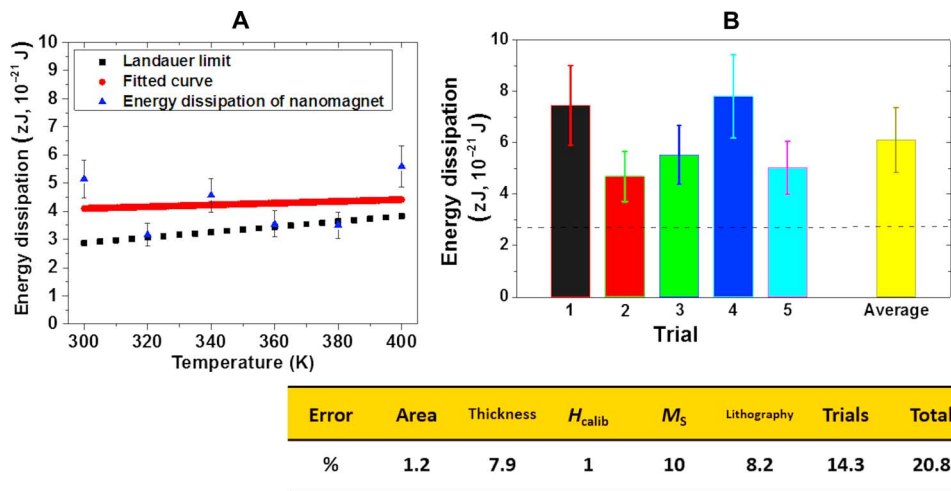 A
Energy dissipation (zJ, 10⁻²¹ J)
10
9
8
7
6
5
4
3
2
1
0
Landauer limit
Fitted curve
Energy dissipation of nanomagnet
300 320 340 360 380 400
Temperature (K)
B
Energy dissipation
(zJ, 10⁻²¹ J)
10
8
6
4
2
0
1 2 3 4 5 Average
Trial
Error Area Thickness H_calib M_S Lithography Trials Total
% 1.2 7.9 1 10 8.2 14.3 20.8